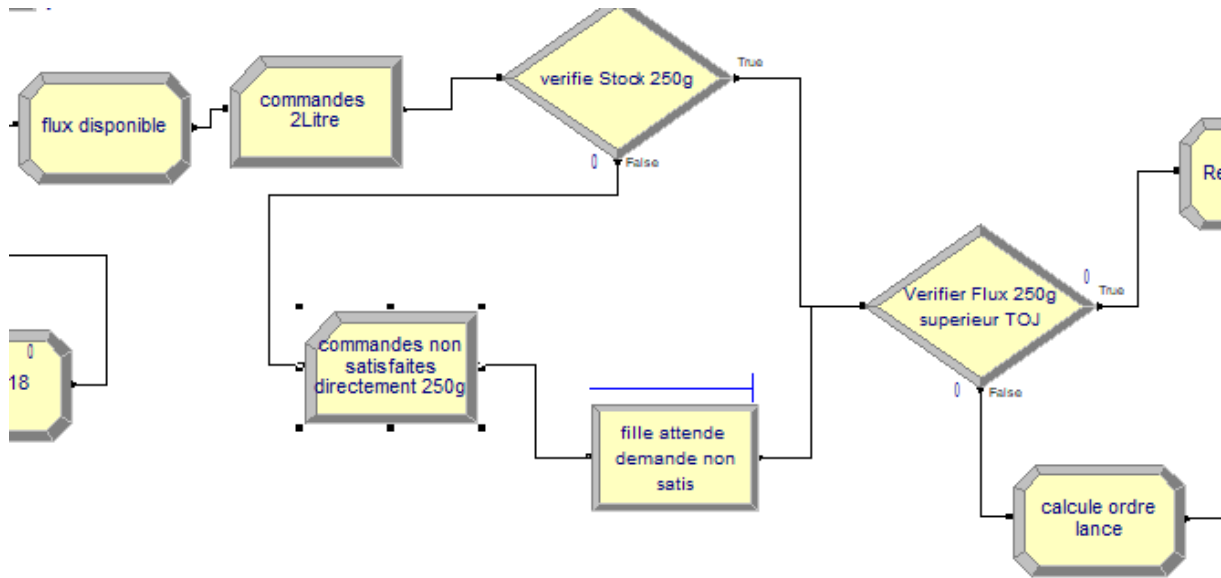 flux disponible
commandes
2Litre
verifie Stock 250g
True
0
False
commandes non
satisfaites
directement 250g
fille attende
demande non
satis
Verifier Flux 250g
superieur TOJ
0
True
0
False
Re
0
18
calcule ordre
lance